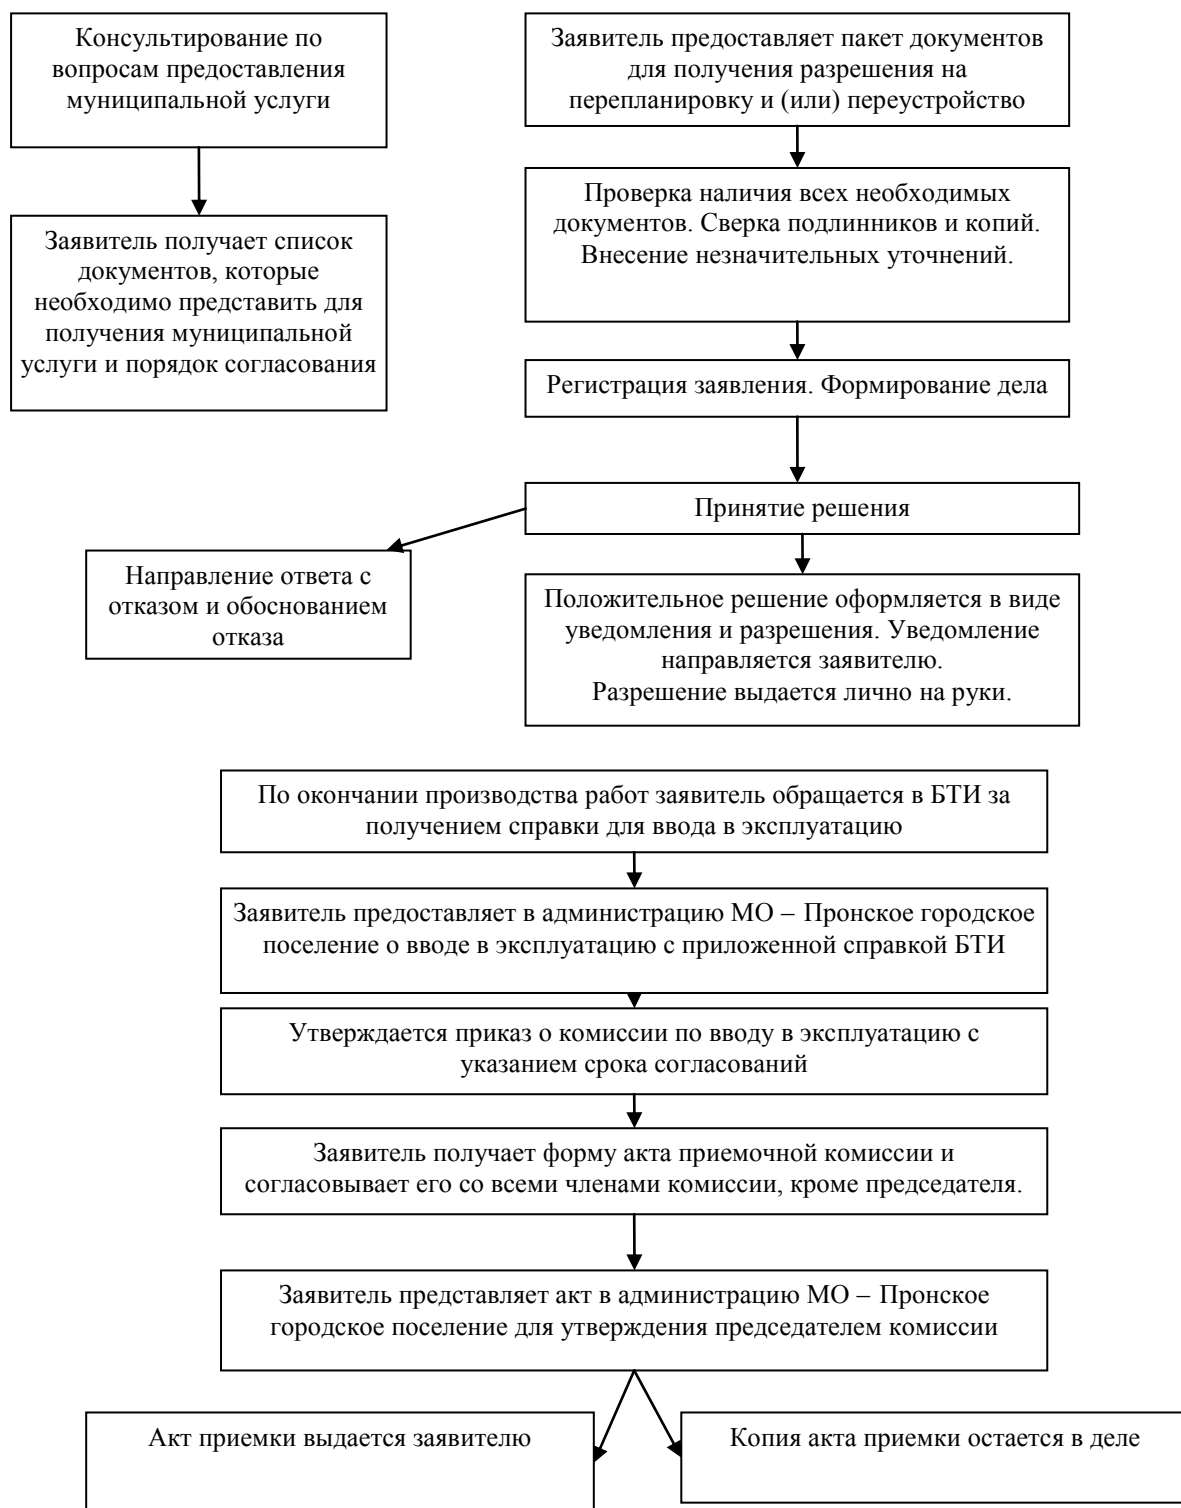 Консультирование по
вопросам предоставления
муниципальной услуги
Заявитель получает список
документов, которые
необходимо представить для
получения муниципальной
услуги и порядок согласования
Заявитель предоставляет пакет документов
для получения разрешения на
перепланировку и (или) переустройство
Проверка наличия всех необходимых
документов. Сверка подлинников и копий.
Внесение незначительных уточнений.
Регистрация заявления. Формирование дела
Принятие решения
Направление ответа с
отказом и обоснованием
отказа
Положительное решение оформляется в виде
уведомления и разрешения. Уведомление
направляется заявителю.
Разрешение выдается лично на руки.
По окончании производства работ заявитель обращается в БТИ за
получением справки для ввода в эксплуатацию
Заявитель предоставляет в администрацию МО – Пронское городское
поселение о вводе в эксплуатацию с приложенной справкой БТИ
Утверждается приказ о комиссии по вводу в эксплуатацию с
указанием срока согласований
Заявитель получает форму акта приемочной комиссии и
согласовывает его со всеми членами комиссии, кроме председателя.
Заявитель представляет акт в администрацию МО – Пронское
городское поселение для утверждения председателем комиссии
Акт приемки выдается заявителю
Копия акта приемки остается в деле